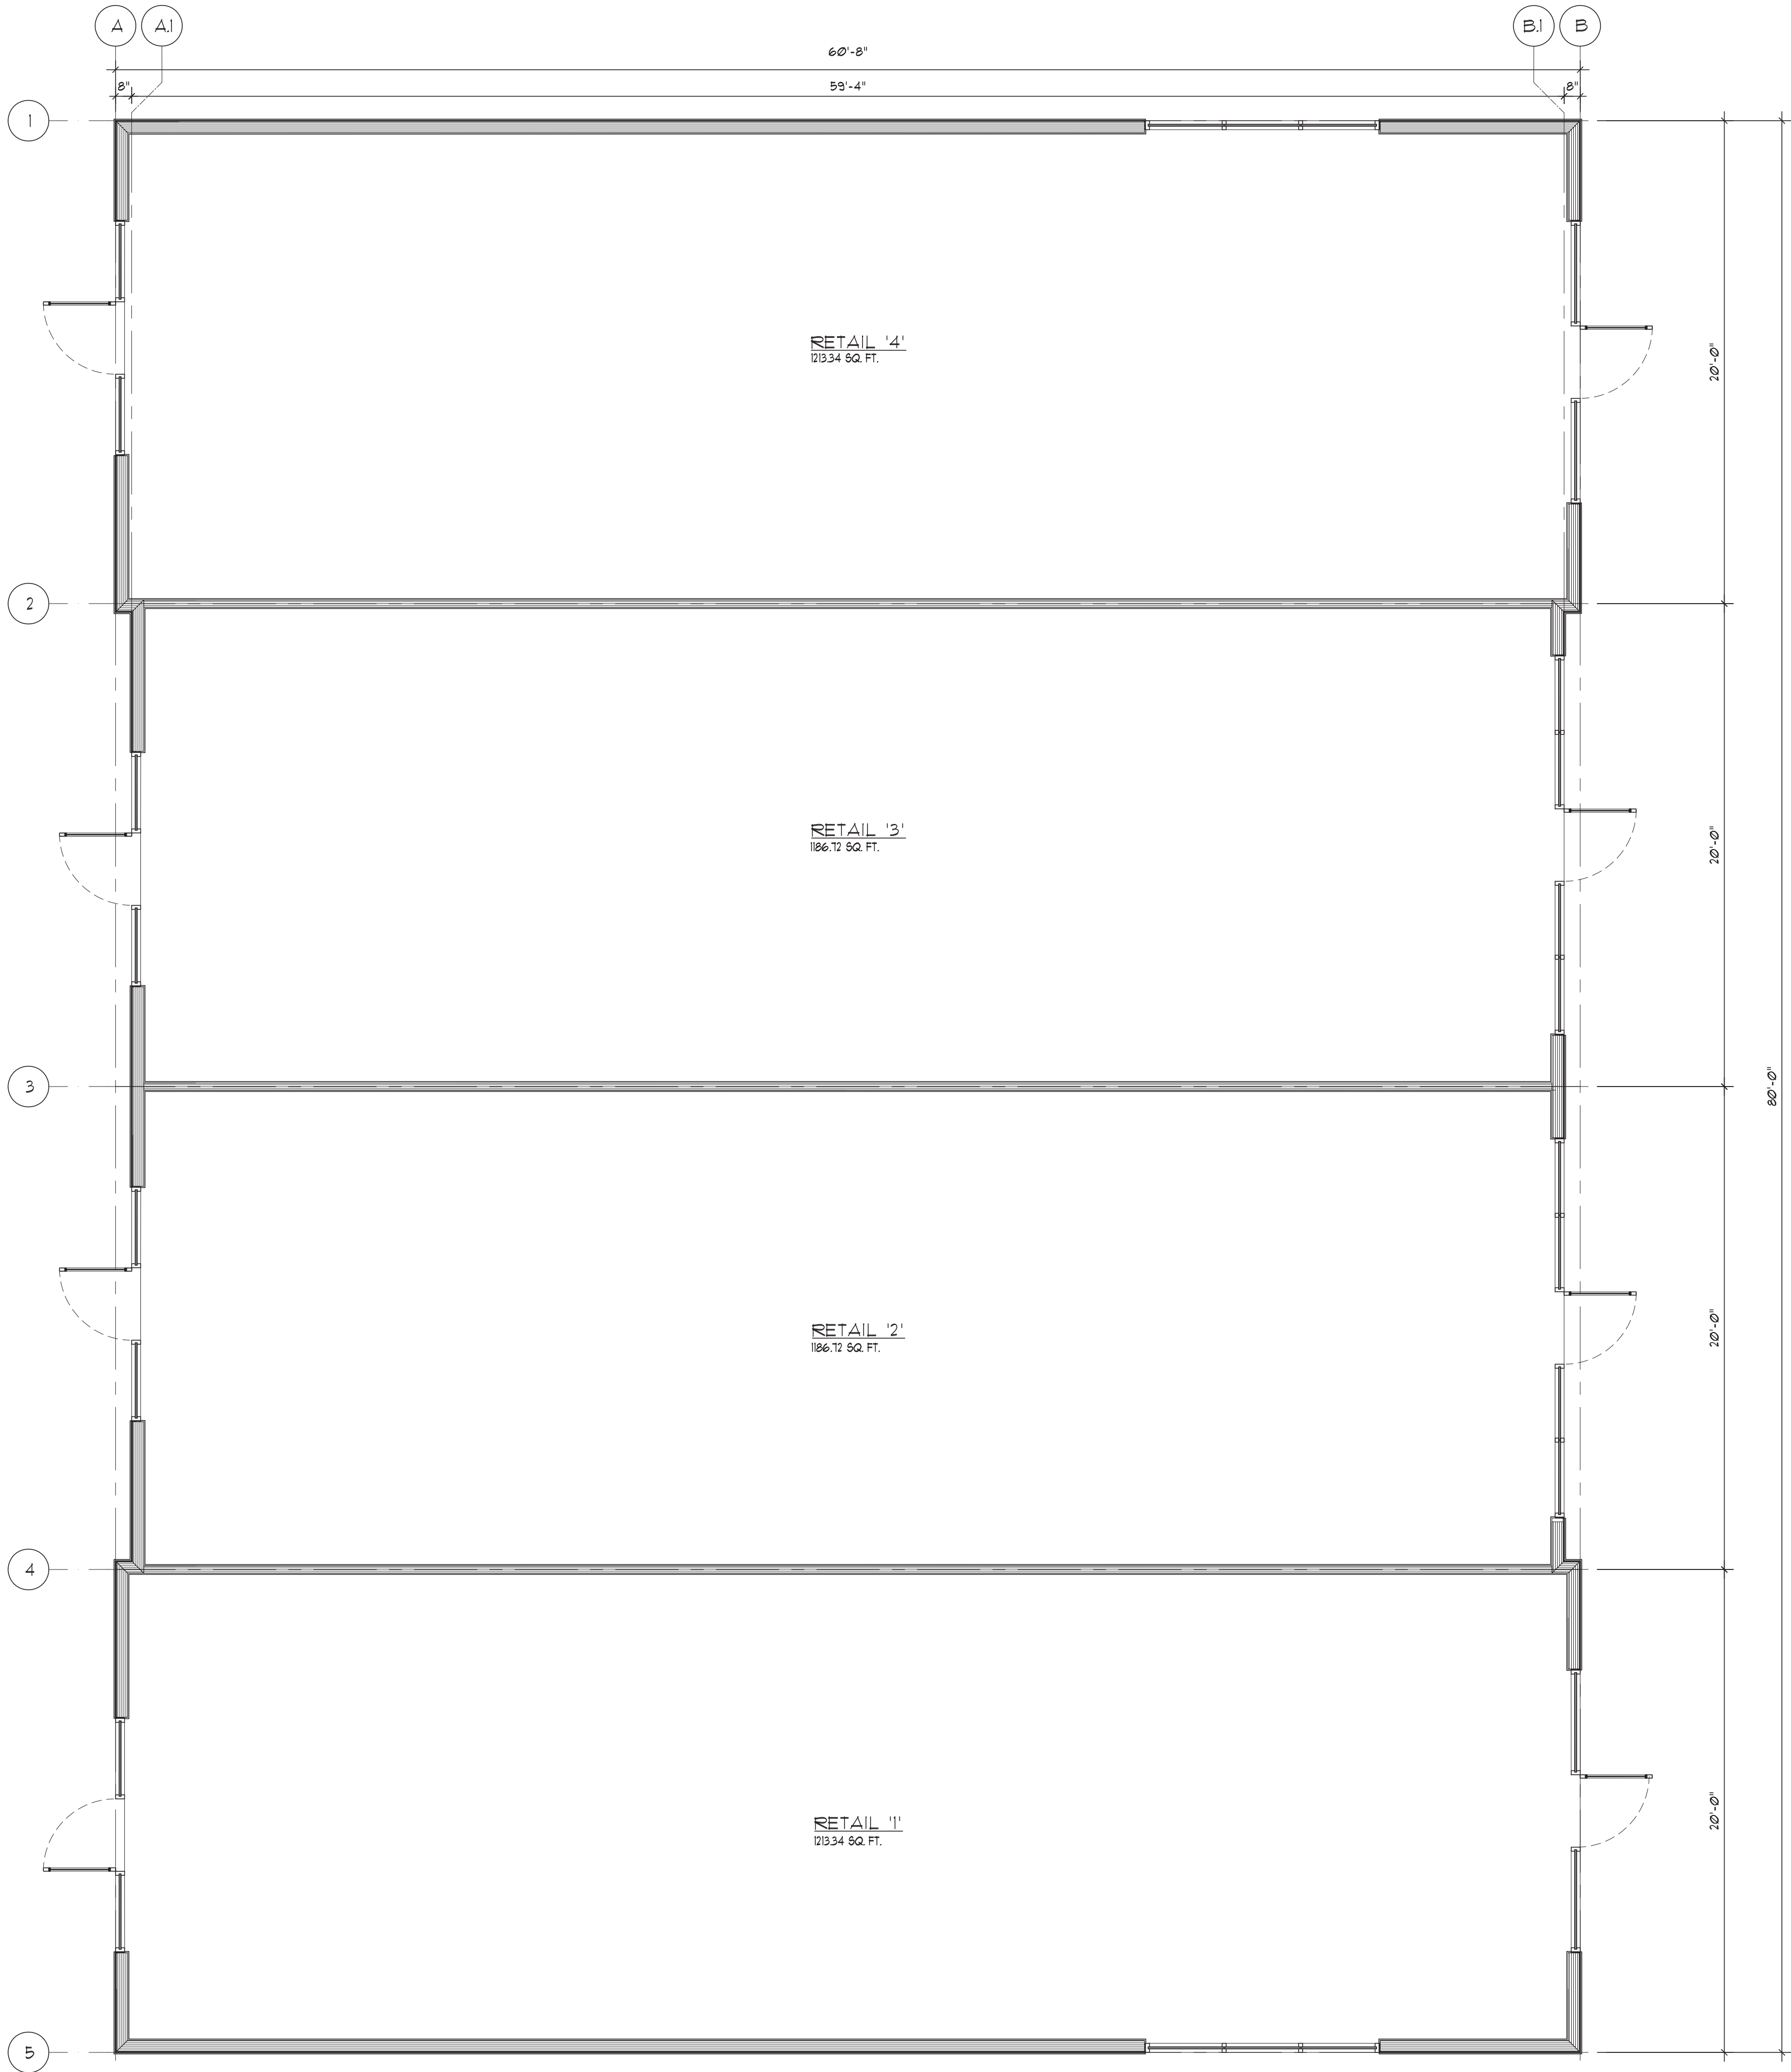 A A.1 B.1 B
60'-8"
8" 59'-4" 8"
1
RETAIL '4'
1213.34 SQ. FT.
20'-0"
2
RETAIL '3'
1186.72 SQ. FT.
20'-0"
3
80'-0"
RETAIL '2'
1186.72 SQ. FT.
20'-0"
4
RETAIL '1'
1213.34 SQ. FT.
20'-0"
5